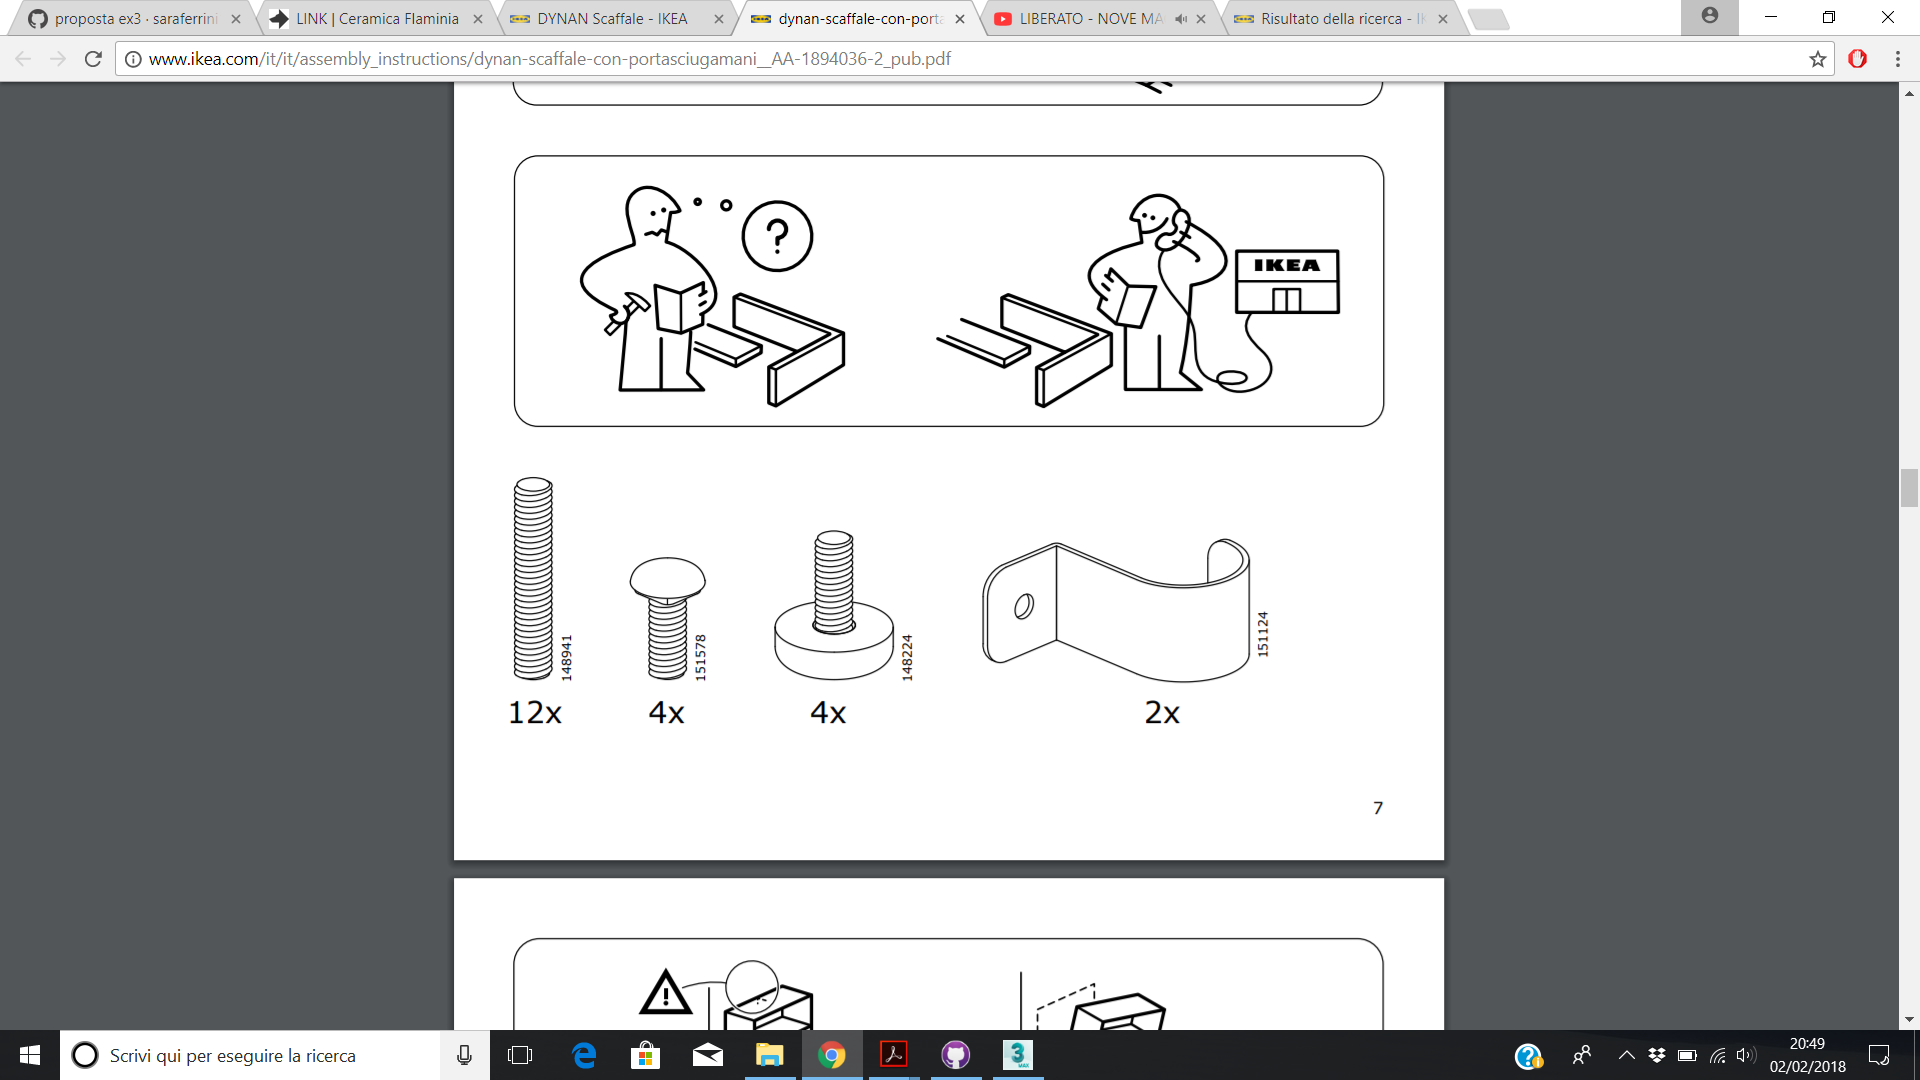 proposta ex3 · saraferrini
LINK | Ceramica Flaminia
DYNAN Scaffale - IKEA
dynan-scaffale-con-porta
LIBERATO - NOVE MA
Risultato della ricerca - I
www.ikea.com/it/it/assembly_instructions/dynan-scaffale-con-portasciugamani__AA-1894036-2_pub.pdf
?
IKEA
148941
151578
148224
151124
12x
4x
4x
2x
7
!
Scrivi qui per eseguire la ricerca
3
MAX
20:49
02/02/2018